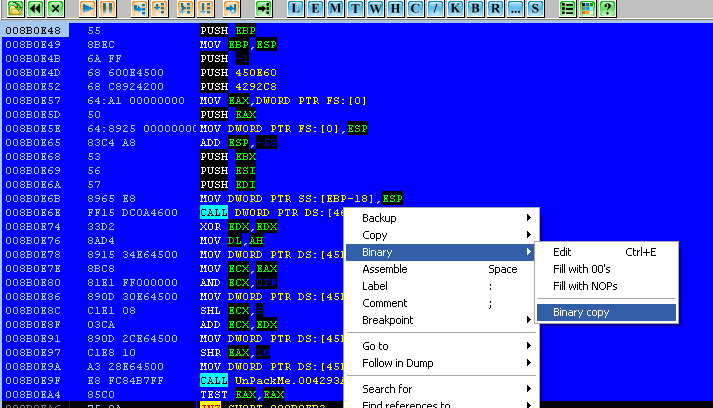 L E M T W H C / K B R ... S ?
008B0E48 55 PUSH EBP
008B0E49 8BEC MOV EBP,ESP
008B0E4B 6A FF PUSH -1
008B0E4D 68 600E4500 PUSH 450E60
008B0E52 68 C8924200 PUSH 4292C8
008B0E57 64:A1 00000000 MOV EAX,DWORD PTR FS:[0]
008B0E5D 50 PUSH EAX
008B0E5E 64:8925 0000000 MOV DWORD PTR FS:[0],ESP
008B0E65 83C4 A8 ADD ESP,-58
008B0E68 53 PUSH EBX
008B0E69 56 PUSH ESI
008B0E6A 57 PUSH EDI
008B0E6B 8965 E8 MOV DWORD PTR SS:[EBP-18],ESP
008B0E6E FF15 DC0A4600 CALL DWORD PTR DS:[46
008B0E74 33D2 XOR EDX,EDX
008B0E76 8AD4 MOV DL,AH
008B0E78 8915 34E64500 MOV DWORD PTR DS:[45
008B0E7E 8BC8 MOV ECX,EAX
008B0E80 81E1 FF000000 AND ECX,0FF
008B0E86 890D 30E64500 MOV DWORD PTR DS:[45
008B0E8C C1E1 08 SHL ECX,8
008B0E8F 03CA ADD ECX,EDX
008B0E91 890D 2CE64500 MOV DWORD PTR DS:[45
008B0E97 C1E8 10 SHR EAX,10
008B0E9A A3 28E64500 MOV DWORD PTR DS:[45
008B0E9F E8 FC84B7FF CALL UnPackMe.004293A
008B0EA4 85C0 TEST EAX,EAX
Backup
Copy
Binary
Assemble Space
Label :
Comment ;
Breakpoint
Go to
Follow in Dump
Search for
Find references to
Edit Ctrl+E
Fill with 00's
Fill with NOPs
Binary copy